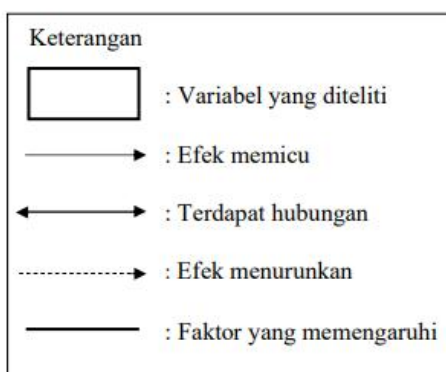 Keterangan
: Variabel yang diteliti
: Efek memicu
: Terdapat hubungan
: Efek menurunkan
: Faktor yang memengaruhi